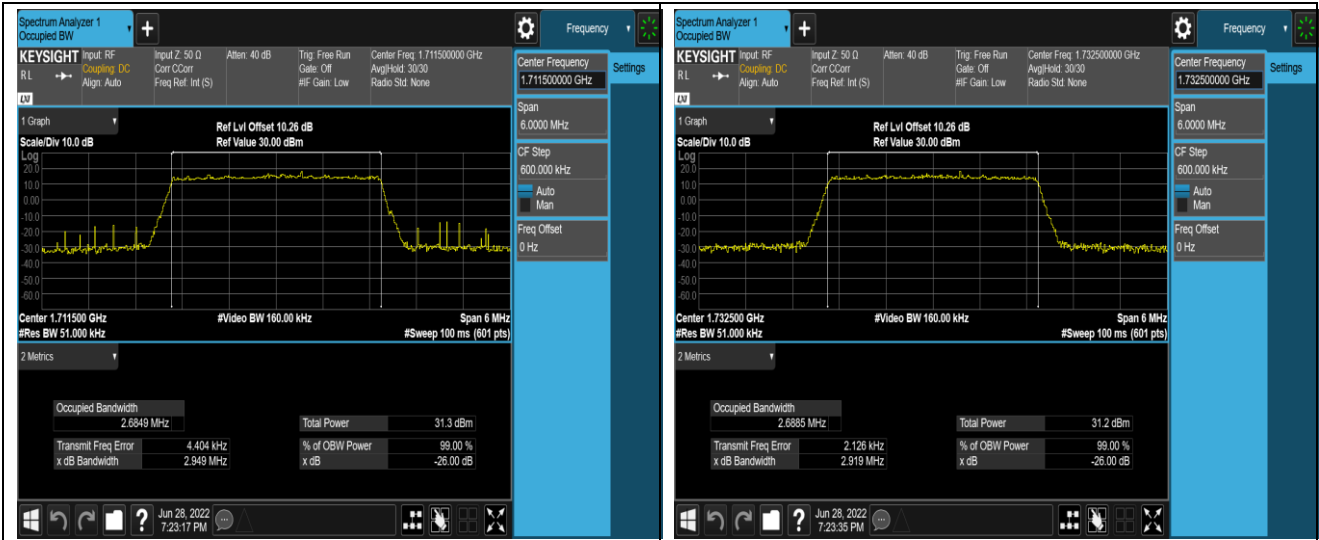 Spectrum Analyzer 1
Occupied BW
+
Frequency
KEYSIGHT
Input: RF
Input Z: 50 Ω
Atten: 40 dB
Trig: Free Run
Center Freq: 1.711500000 GHz
RL
Coupling: DC
Corr CCorr
Gate: Off
Avg|Hold: 30/30
Align: Auto
Freq Ref: Int (S)
#IF Gain: Low
Radio Std: None
LXI
Center Frequency
1.711500000 GHz
Settings
Span
6.0000 MHz
CF Step
600.000 kHz
Auto
Man
Freq Offset
0 Hz
1 Graph
Ref Lvl Offset 10.26 dB
Scale/Div 10.0 dB
Ref Value 30.00 dBm
Log
20.0
10.0
0.00
-10.0
-20.0
-30.0
-40.0
-50.0
-60.0
Center 1.711500 GHz
#Video BW 160.00 kHz
Span 6 MHz
#Res BW 51.000 kHz
#Sweep 100 ms (601 pts)
2 Metrics
Occupied Bandwidth
2.6849 MHz
Total Power
31.3 dBm
Transmit Freq Error
4.404 kHz
% of OBW Power
99.00 %
x dB Bandwidth
2.949 MHz
x dB
-26.00 dB
?
Jun 28, 2022
7:23:17 PM
Spectrum Analyzer 1
Occupied BW
+
Frequency
KEYSIGHT
Input: RF
Input Z: 50 Ω
Atten: 40 dB
Trig: Free Run
Center Freq: 1.732500000 GHz
RL
Coupling: DC
Corr CCorr
Gate: Off
Avg|Hold: 30/30
Align: Auto
Freq Ref: Int (S)
#IF Gain: Low
Radio Std: None
LXI
Center Frequency
1.732500000 GHz
Settings
Span
6.0000 MHz
CF Step
600.000 kHz
Auto
Man
Freq Offset
0 Hz
1 Graph
Ref Lvl Offset 10.26 dB
Scale/Div 10.0 dB
Ref Value 30.00 dBm
Log
20.0
10.0
0.00
-10.0
-20.0
-30.0
-40.0
-50.0
-60.0
Center 1.732500 GHz
#Video BW 160.00 kHz
Span 6 MHz
#Res BW 51.000 kHz
#Sweep 100 ms (601 pts)
2 Metrics
Occupied Bandwidth
2.6885 MHz
Total Power
31.2 dBm
Transmit Freq Error
2.126 kHz
% of OBW Power
99.00 %
x dB Bandwidth
2.919 MHz
x dB
-26.00 dB
?
Jun 28, 2022
7:23:35 PM